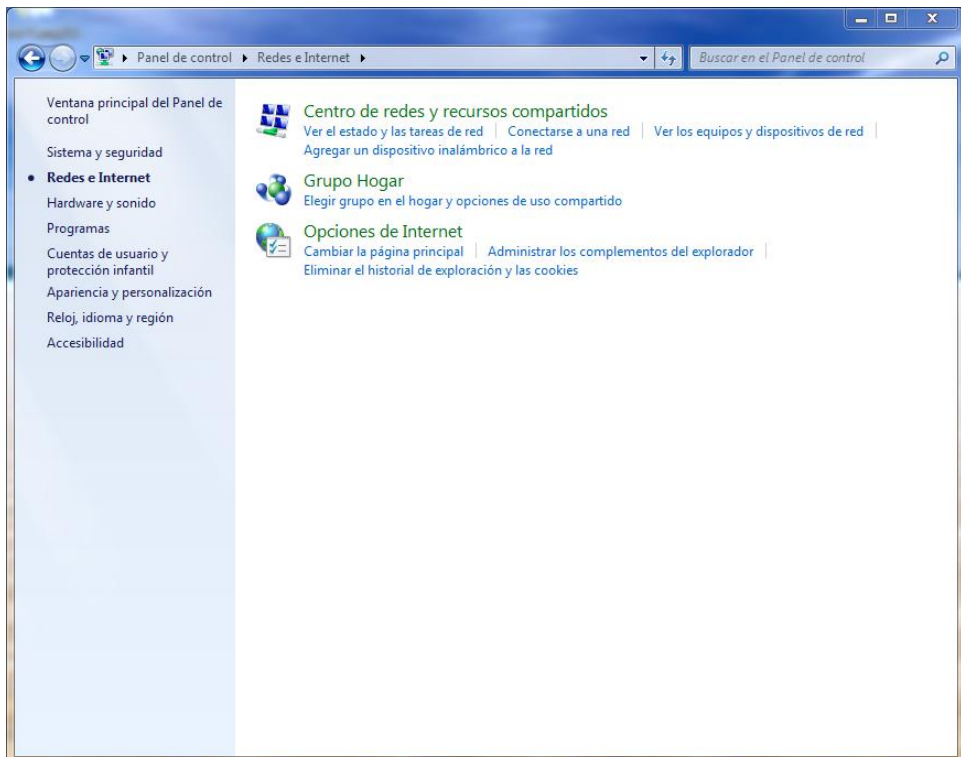 Panel de control ▸ Redes e Internet ▸
Buscar en el Panel de control
Ventana principal del Panel de
control
Sistema y seguridad
Redes e Internet
Hardware y sonido
Programas
Cuentas de usuario y
protección infantil
Apariencia y personalización
Reloj, idioma y región
Accesibilidad
Centro de redes y recursos compartidos
Ver el estado y las tareas de red | Conectarse a una red | Ver los equipos y dispositivos de red |
Agregar un dispositivo inalámbrico a la red
Grupo Hogar
Elegir grupo en el hogar y opciones de uso compartido
Opciones de Internet
Cambiar la página principal | Administrar los complementos del explorador |
Eliminar el historial de exploración y las cookies